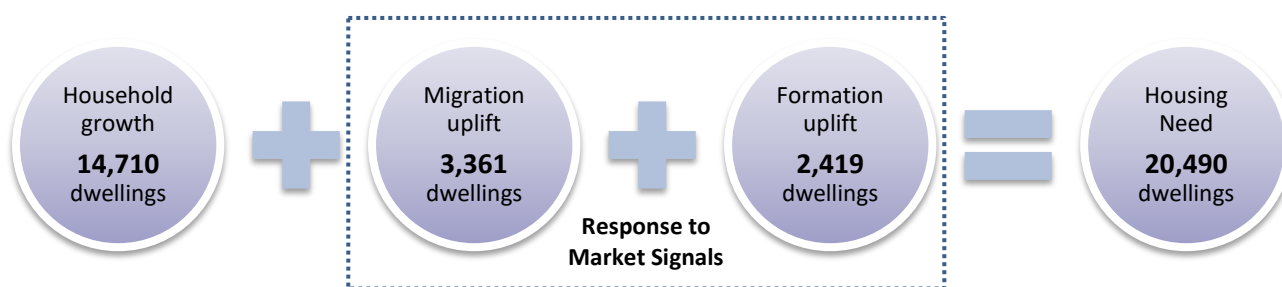 Household
growth
14,710
dwellings
Migration
uplift
3,361
dwellings
Response to
Market Signals
Formation
uplift
2,419
dwellings
Housing
Need
20,490
dwellings